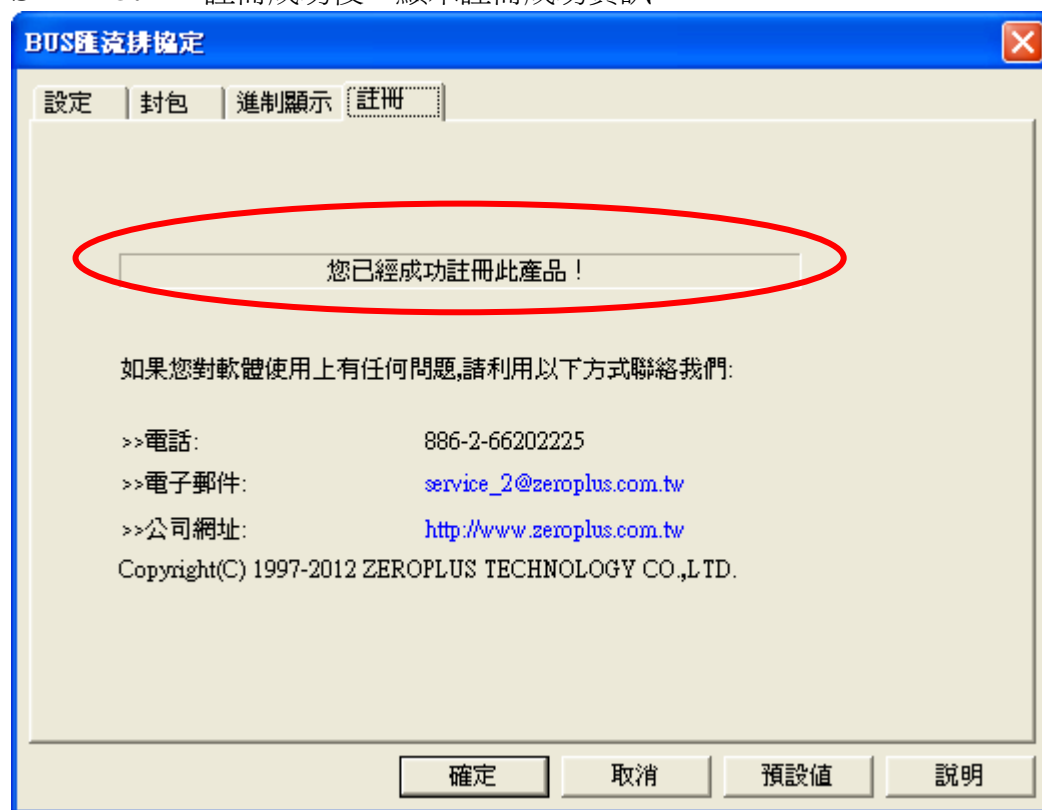 BUS匯流排協定
設定 封包 進制顯示 註冊
您已經成功註冊此產品！
如果您對軟體使用上有任何問題,請利用以下方式聯絡我們:
>>電話: 886-2-66202225
>>電子郵件: service_2@zeroplus.com.tw
>>公司網址: http://www.zeroplus.com.tw
Copyright(C) 1997-2012 ZEROPLUS TECHNOLOGY CO.,LTD.
確定 取消 預設值 說明